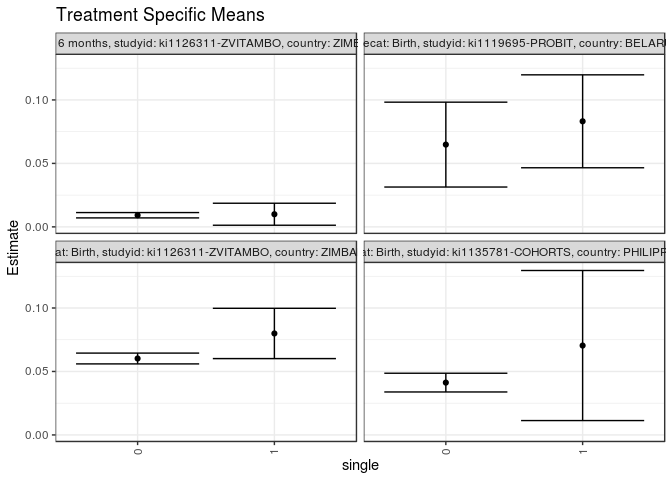 Treatment Specific Means
6 months, studyid: ki1126311-ZVITAMBO, country: ZIMB
ecat: Birth, studyid: ki1119695-PROBIT, country: BELAR
0.10
0.05
0.00
at: Birth, studyid: ki1126311-ZVITAMBO, country: ZIMBA
at: Birth, studyid: ki1135781-COHORTS, country: PHILIPP
0.10
0.05
0.00
Estimate
0
1
0
1
single